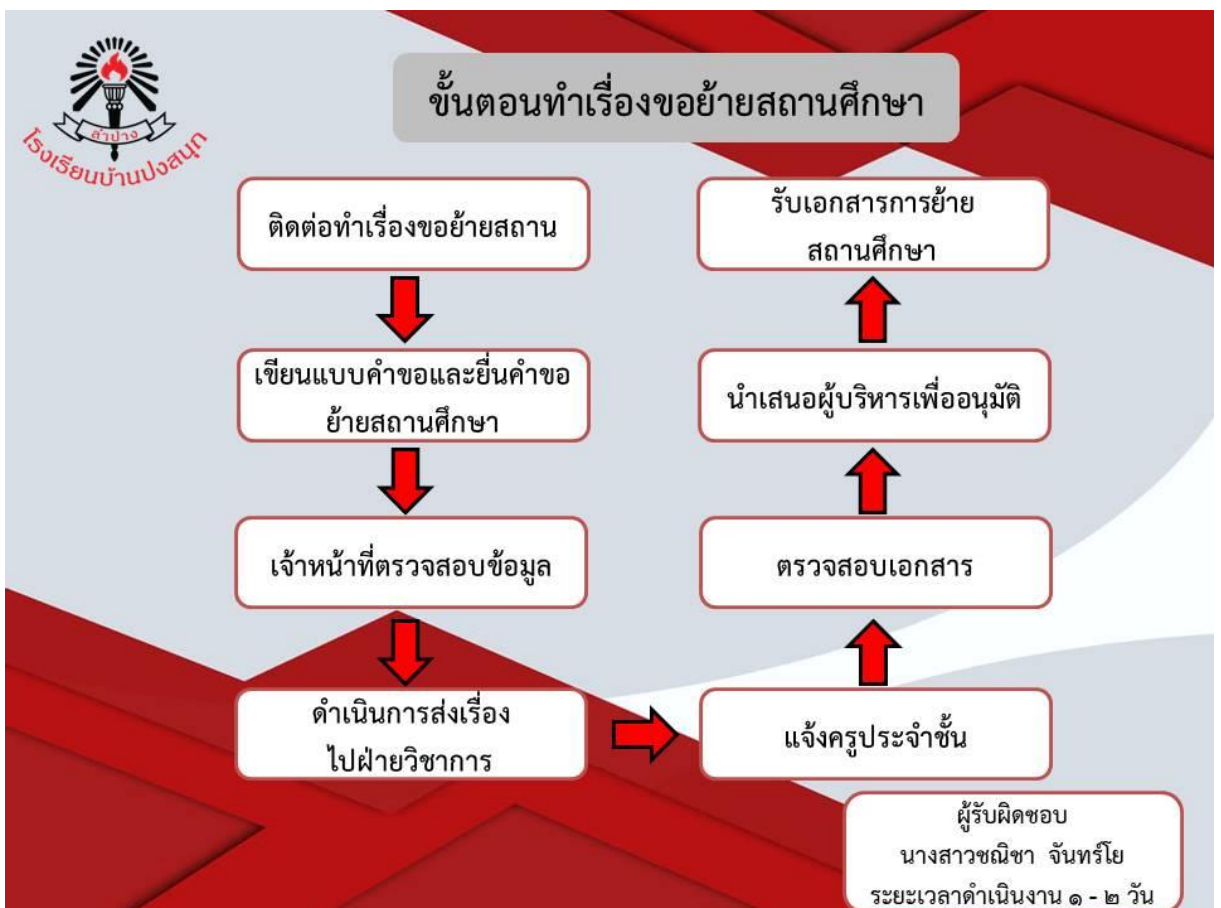 ลำปาง
โรงเรียนบ้านปงสนุก
ขั้นตอนทำเรื่องขอย้ายสถานศึกษา
ติดต่อทำเรื่องขอย้ายสถาน
เขียนแบบคำขอและยื่นคำขอ
ย้ายสถานศึกษา
เจ้าหน้าที่ตรวจสอบข้อมูล
ดำเนินการส่งเรื่อง
ไปฝ่ายวิชาการ
แจ้งครูประจำชั้น
ตรวจสอบเอกสาร
นำเสนอผู้บริหารเพื่ออนุมัติ
รับเอกสารการย้าย
สถานศึกษา
ผู้รับผิดชอบ
นางสาวชณิชา จันทร์โย
ระยะเวลาดำเนินงาน ๑ - ๒ วัน